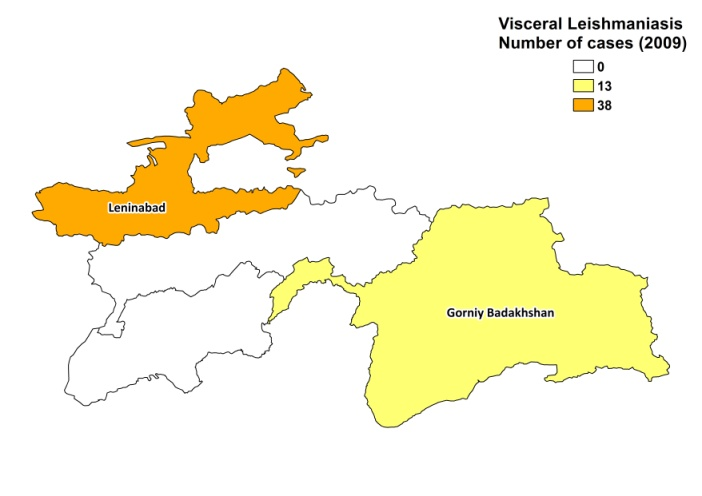 Visceral Leishmaniasis
Number of cases (2009)
0
13
38
Leninabad
Gorniy Badakhshan